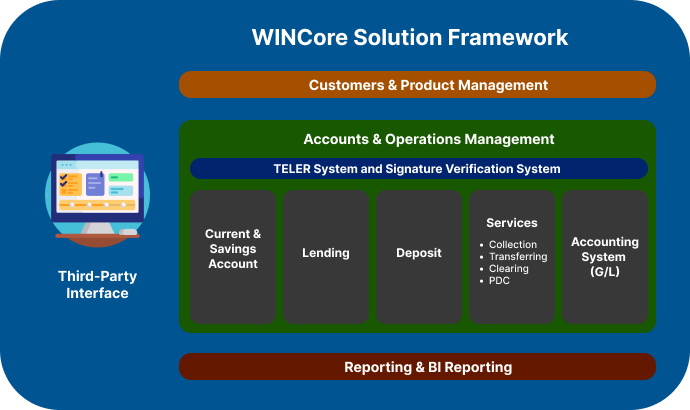 WINCore Solution Framework
Customers & Product Management
Accounts & Operations Management
TELER System and Signature Verification System
Current &
Savings
Account
Lending
Deposit
Services
• Collection
• Transferring
• Clearing
• PDC
Accounting
System
(G/L)
Third-Party
Interface
Reporting & BI Reporting